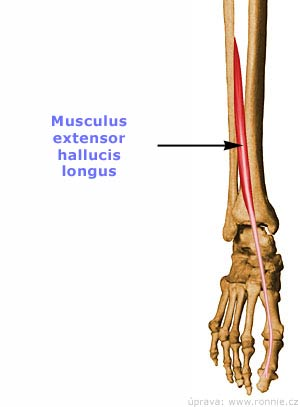 Musculus
extensor
hallucis
longus
úprava: www.ronnie.cz